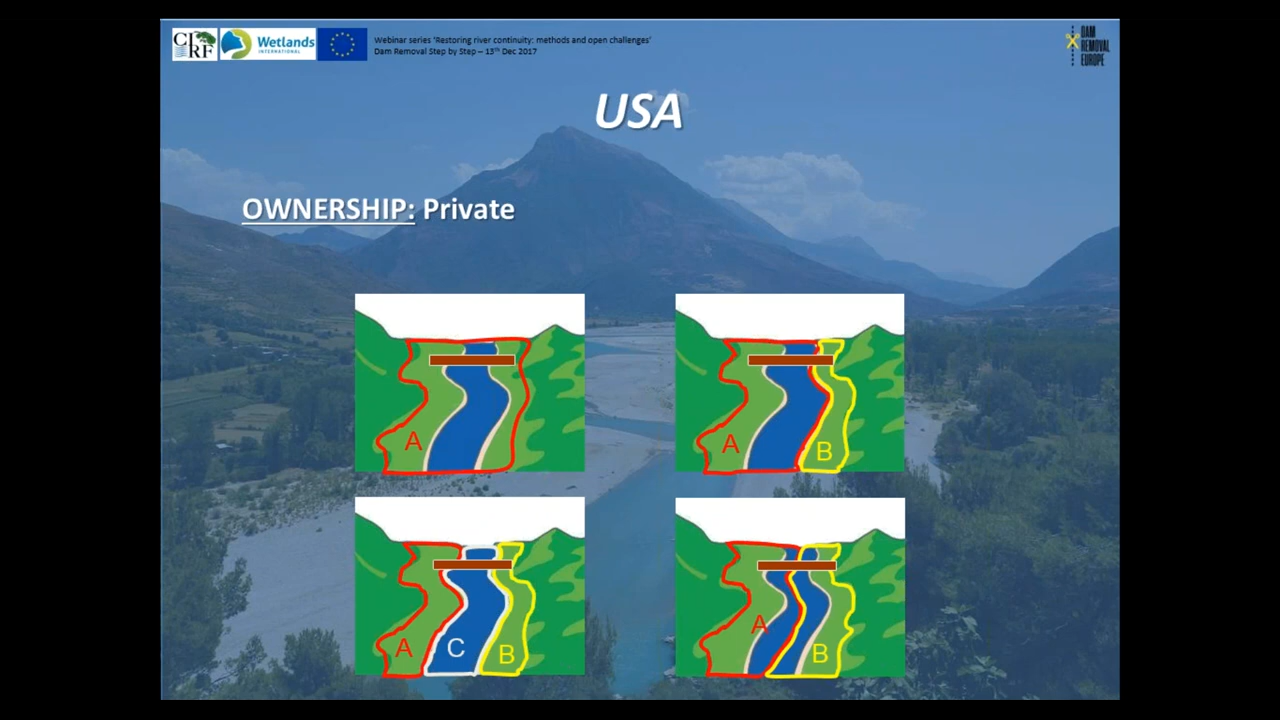 CIRF
Wetlands
INTERNATIONAL
Webinar series 'Restoring river continuity: methods and open challenges'
Dam Removal Step by Step – 13th Dec 2017
DAM
REMOVAL
EUROPE
USA
OWNERSHIP: Private
A
A
B
A
C
B
A
B